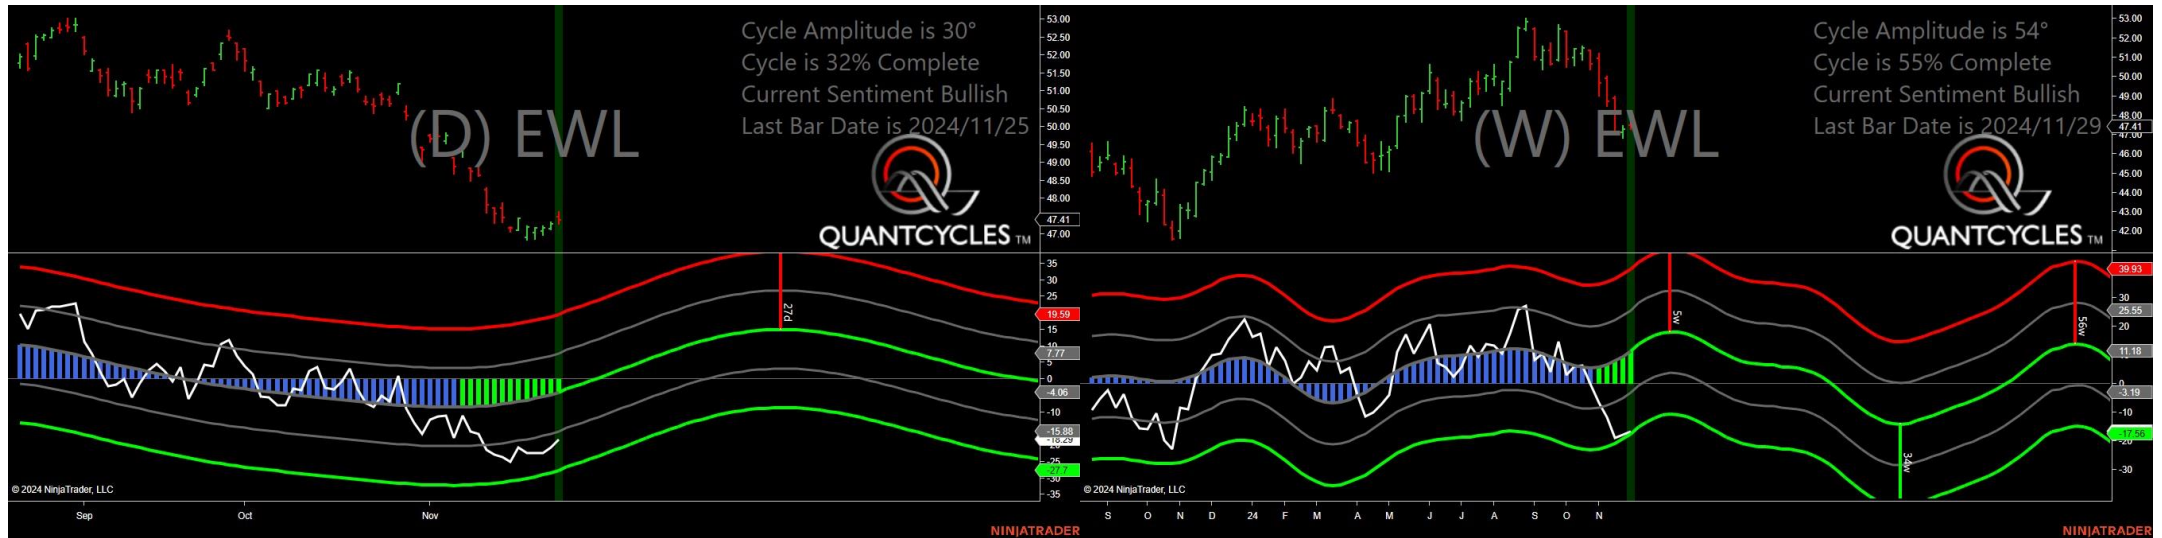 Cycle Amplitude is 30°
Cycle is 32% Complete
Current Sentiment Bullish
Last Bar Date is 2024/11/25
(D) EWL
QUANTCYCLES TM
53.00
52.50
52.00
51.50
51.00
50.50
50.00
49.50
49.00
48.50
48.00
47.41
47.00
35
30
25
19.59
15
10
7.77
0
-4.06
-10
-15.88
-18.29
-25
-27.7
-30
-35
27d
© 2024 NinjaTrader, LLC
Sep
Oct
Nov
NINJATRADER
Cycle Amplitude is 54°
Cycle is 55% Complete
Current Sentiment Bullish
Last Bar Date is 2024/11/29
(W) EWL
QUANTCYCLES TM
53.00
52.00
51.00
50.00
49.00
48.00
47.41
47.00
46.00
45.00
44.00
43.00
42.00
39.93
30
25.55
20
11.18
0
-3.19
-10
-17.56
-20
-30
5w
34w
56w
© 2024 NinjaTrader, LLC
S O N D 24 F M A M J J A S O N
NINJATRADER